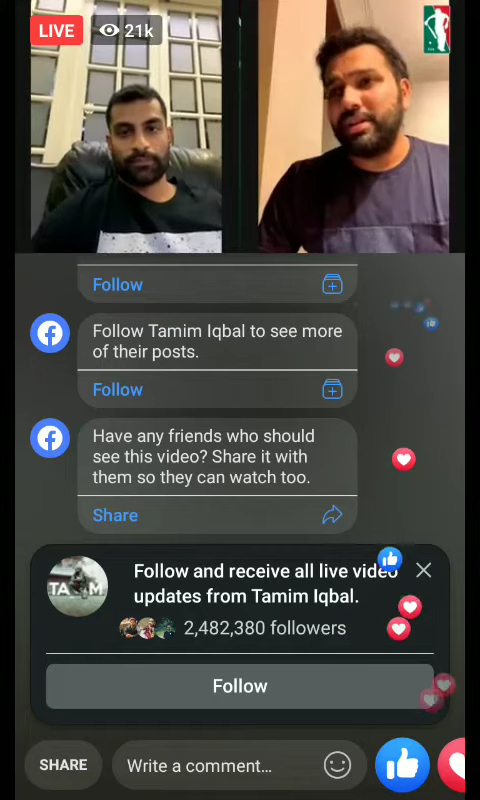 LIVE
21k
Follow
Follow Tamim Iqbal to see more
of their posts.
Follow
Have any friends who should
see this video? Share it with
them so they can watch too.
Share
Follow and receive all live video
updates from Tamim Iqbal.
2,482,380 followers
Follow
SHARE
Write a comment...